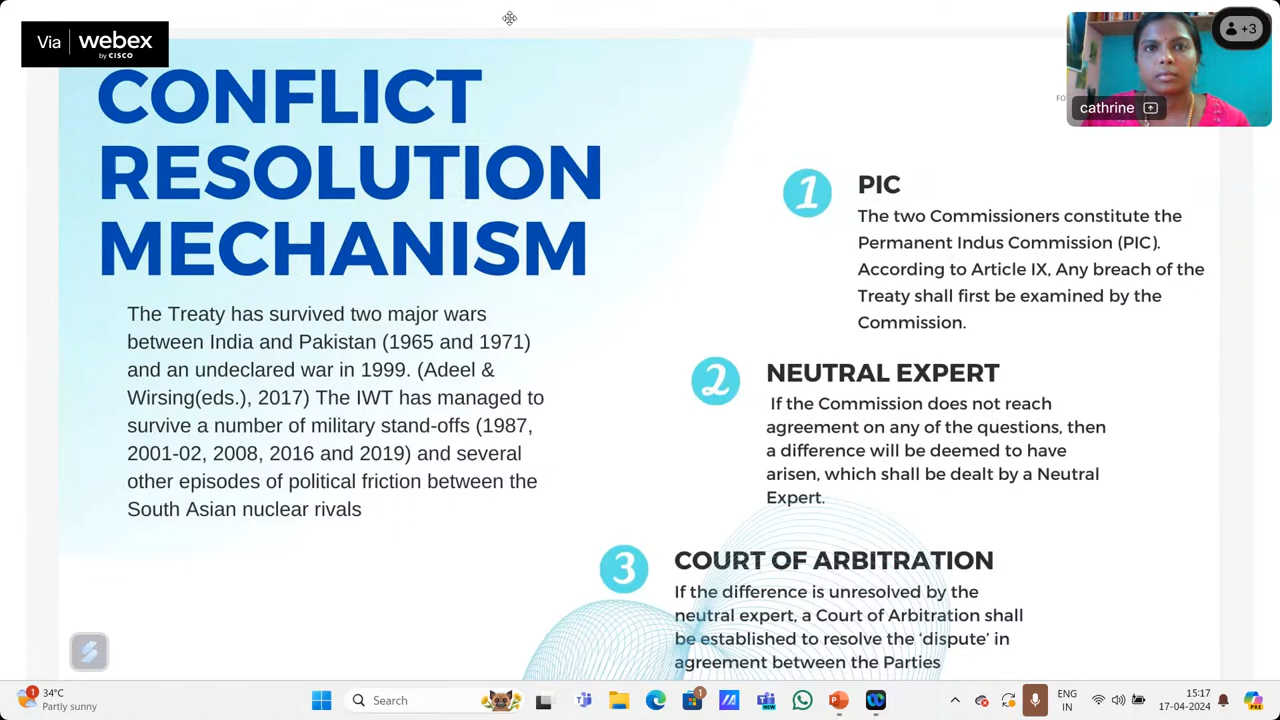 Via webex
by CISCO
+3
cathrine
FO
CONFLICT
RESOLUTION
MECHANISM
The Treaty has survived two major wars
between India and Pakistan (1965 and 1971)
and an undeclared war in 1999. (Adeel &
Wirsing(eds.), 2017) The IWT has managed to
survive a number of military stand-offs (1987,
2001-02, 2008, 2016 and 2019) and several
other episodes of political friction between the
South Asian nuclear rivals
1
PIC
The two Commissioners constitute the
Permanent Indus Commission (PIC).
According to Article IX, Any breach of the
Treaty shall first be examined by the
Commission.
2
NEUTRAL EXPERT
If the Commission does not reach
agreement on any of the questions, then
a difference will be deemed to have
arisen, which shall be dealt by a Neutral
Expert.
3
COURT OF ARBITRATION
If the difference is unresolved by the
neutral expert, a Court of Arbitration shall
be established to resolve the ‘dispute’ in
agreement between the Parties
1
34°C
Partly sunny
Search
1
NEW
ENG
IN
15:17
17-04-2024
PRE